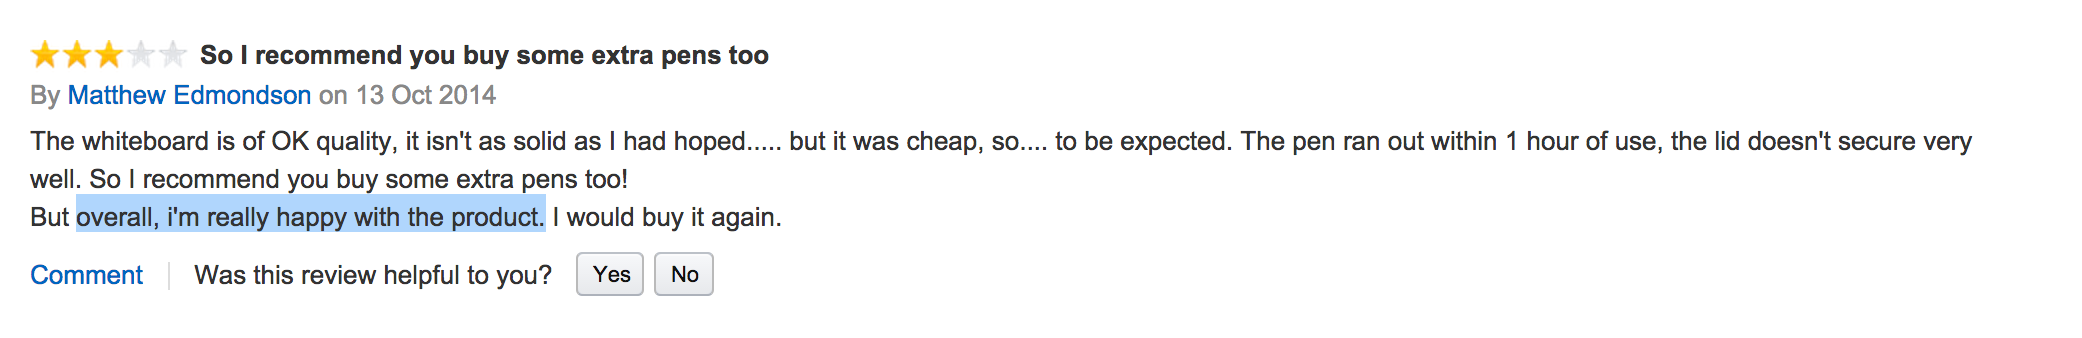 So I recommend you buy some extra pens too
By Matthew Edmondson on 13 Oct 2014
The whiteboard is of OK quality, it isn't as solid as I had hoped..... but it was cheap, so.... to be expected. The pen ran out within 1 hour of use, the lid doesn't secure very
well. So I recommend you buy some extra pens too!
But overall, i'm really happy with the product. I would buy it again.
Comment Was this review helpful to you? Yes No